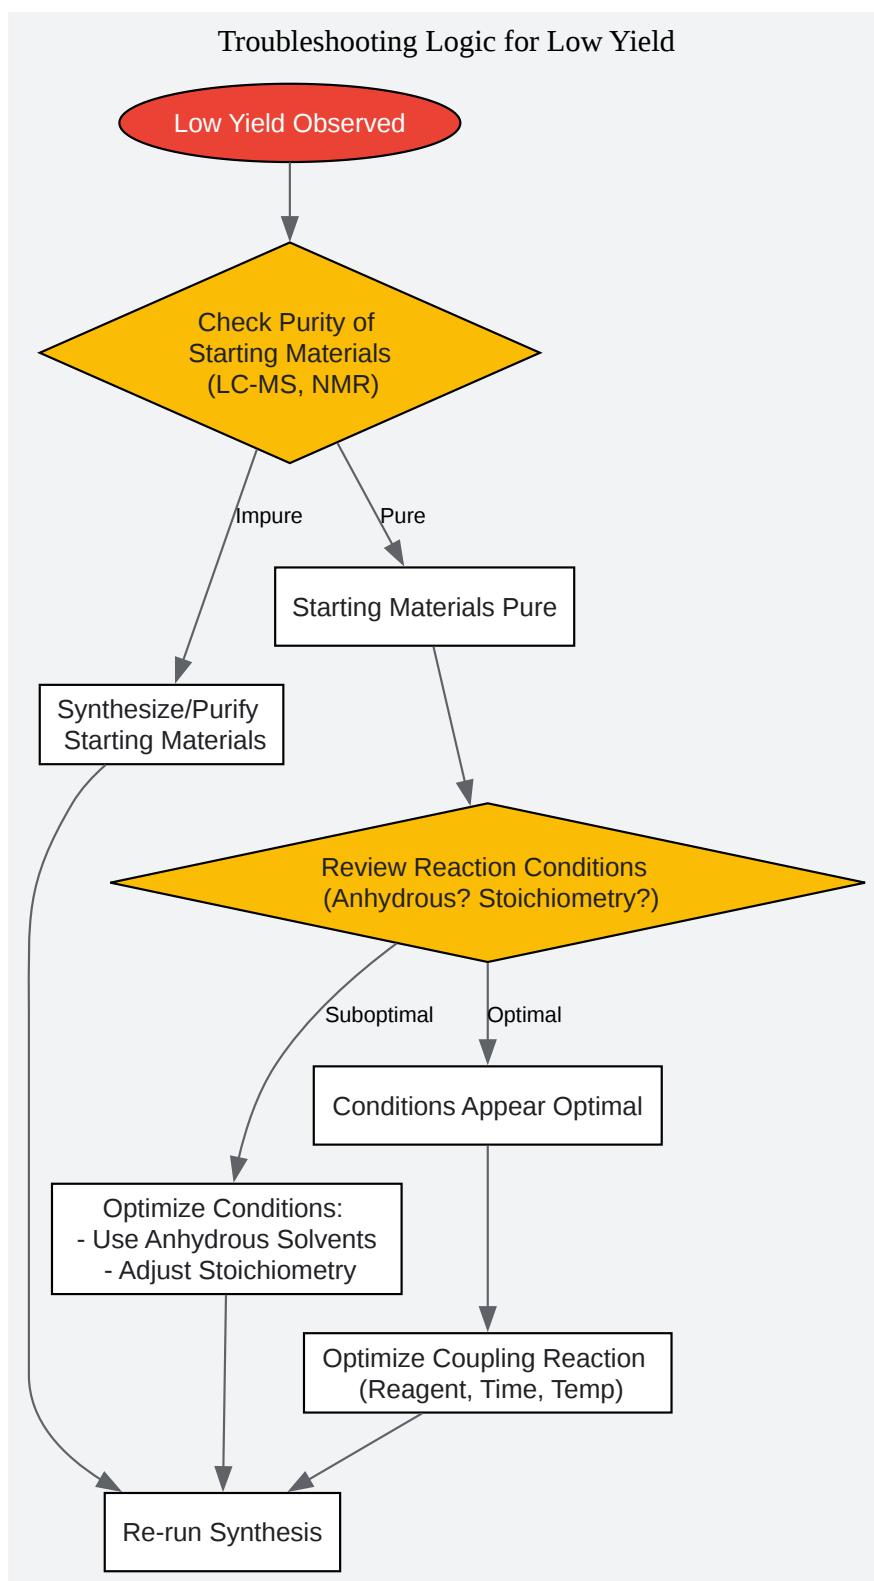 Troubleshooting Logic for Low Yield
Low Yield Observed
Check Purity of
Starting Materials
(LC-MS, NMR)
Impure
Pure
Starting Materials Pure
Synthesize/Purify
Starting Materials
Review Reaction Conditions
(Anhydrous? Stoichiometry?)
Suboptimal
Optimal
Conditions Appear Optimal
Optimize Conditions:
- Use Anhydrous Solvents
- Adjust Stoichiometry
Optimize Coupling Reaction
(Reagent, Time, Temp)
Re-run Synthesis